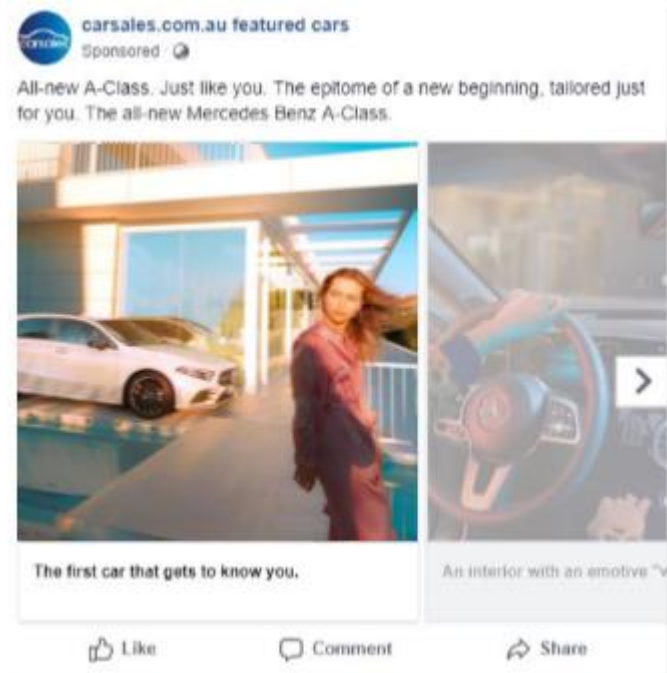 carsales.com.au featured cars
Sponsored
All-new A-Class. Just like you. The epitome of a new beginning, tailored just
for you. The all-new Mercedes Benz A-Class.
carsales
The first car that gets to know you.
An interior with an emotive "w
Like
Comment
Share